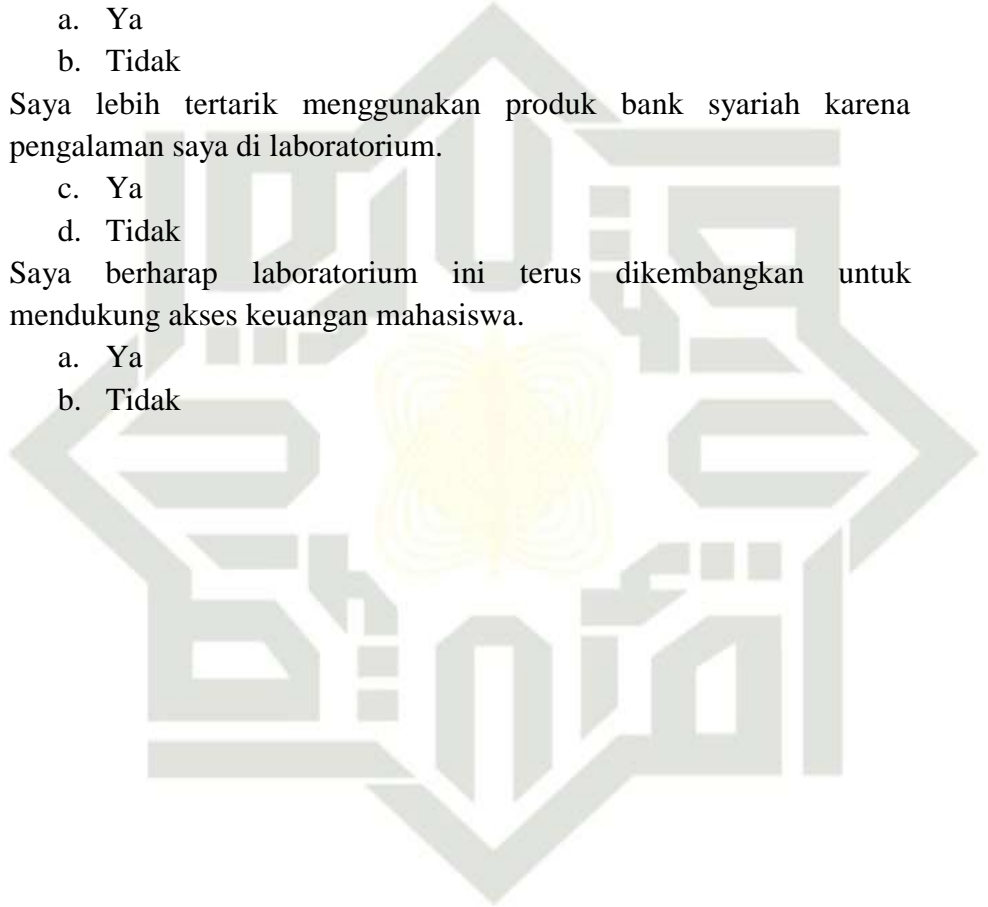 a. Ya
b. Tidak
Saya lebih tertarik menggunakan produk bank syariah karena
pengalaman saya di laboratorium.
c. Ya
d. Tidak
Saya berharap laboratorium ini terus dikembangkan untuk
mendukung akses keuangan mahasiswa.
a. Ya
b. Tidak